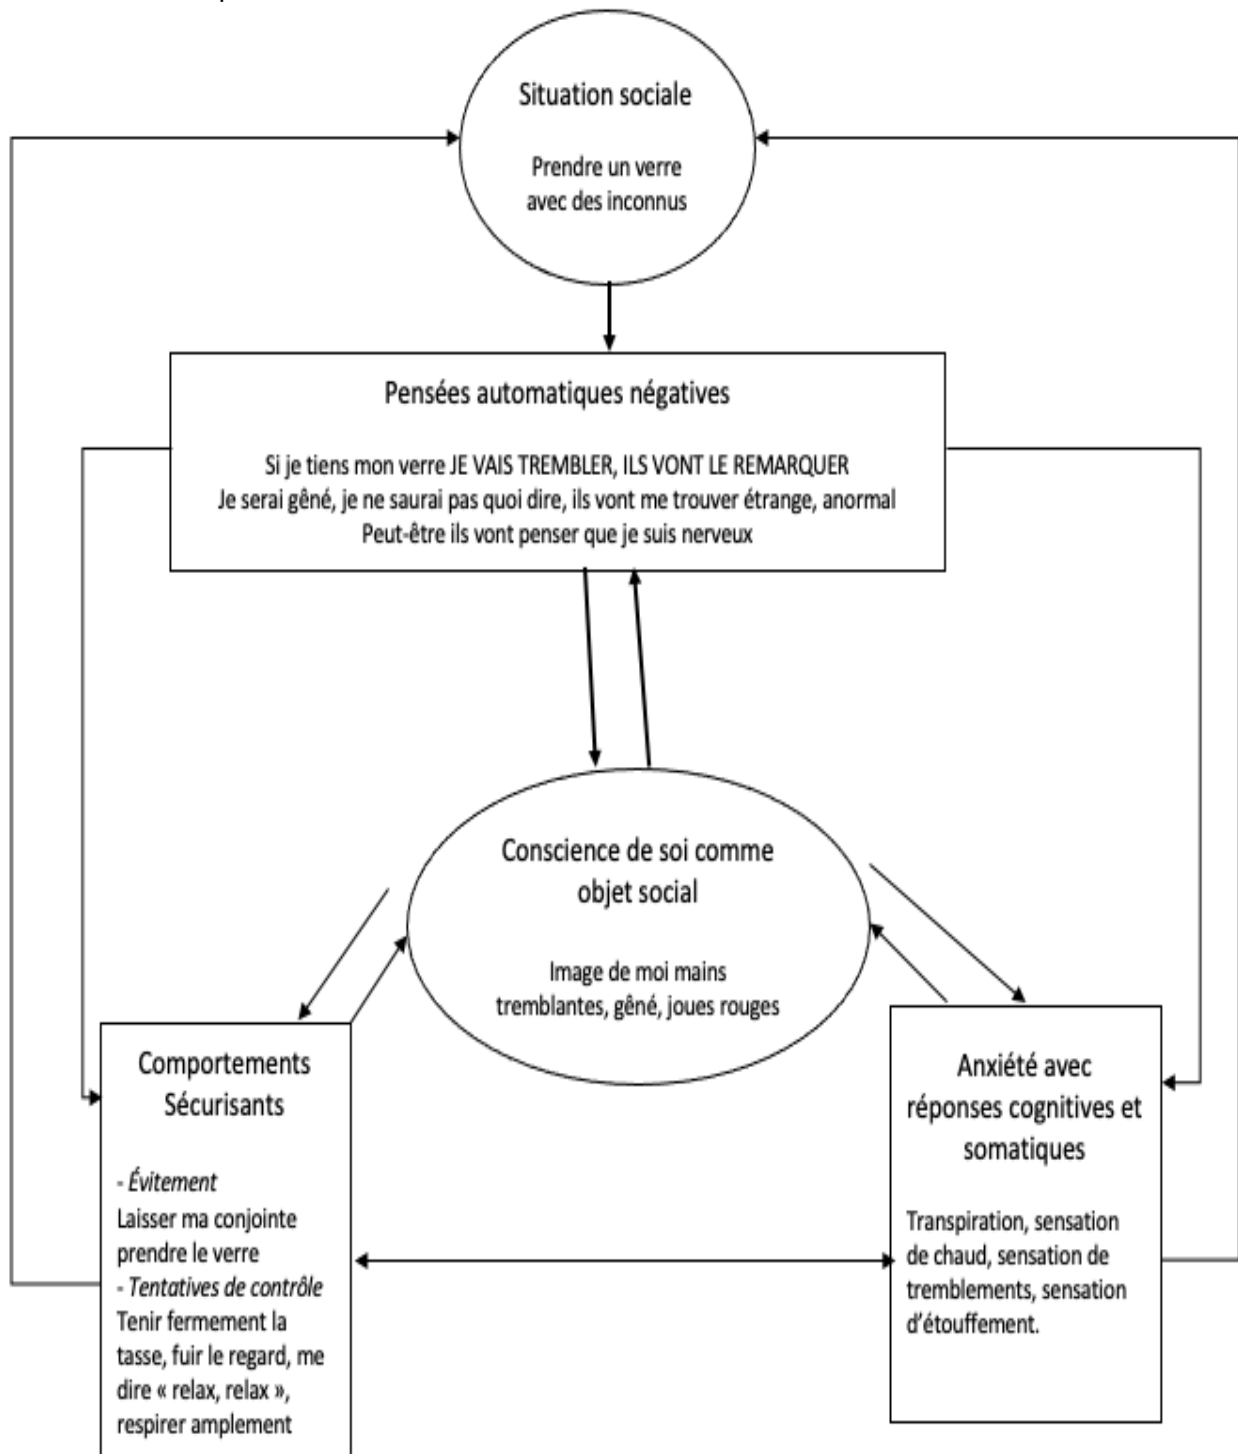 Situation sociale
Prendre un verre
avec des inconnus
Pensées automatiques négatives
Si je tiens mon verre JE VAIS TREMBLER, ILS VONT LE REMARQUER
Je serai gêné, je ne saurai pas quoi dire, ils vont me trouver étrange, anormal
Peut-être ils vont penser que je suis nerveux
Conscience de soi comme
objet social
Image de moi mains
tremblantes, gêné, joues rouges
Comportements
Sécurisants
- Évitement
Laisser ma conjointe
prendre le verre
- Tentatives de contrôle
Tenir fermement la
tasse, fuir le regard, me
dire « relax, relax »,
respirer amplement
Anxiété avec
réponses cognitives et
somatiques
Transpiration, sensation
de chaud, sensation de
tremblements, sensation
d'étouffement.